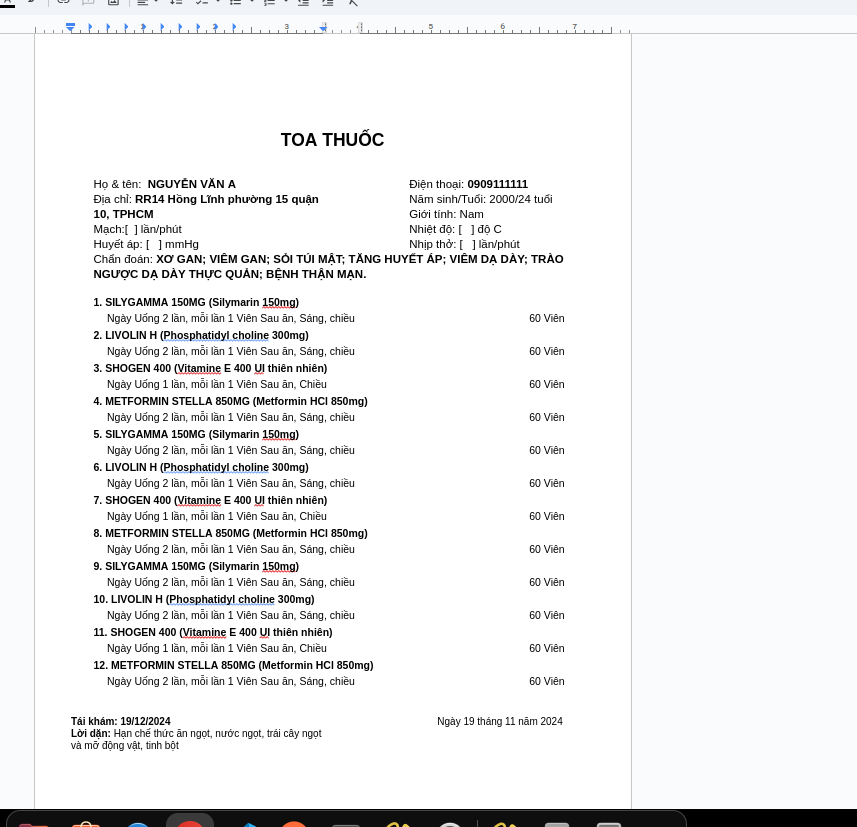 1 2 3 5 6 7
TOA THUỐC
Họ & tên: NGUYỄN VĂN A
Điện thoại: 0909111111
Địa chỉ: RR14 Hồng Lĩnh phường 15 quận
Năm sinh/Tuổi: 2000/24 tuổi
10, TPHCM
Giới tính: Nam
Mạch:[ ] lần/phút
Nhiệt độ: [ ] độ C
Huyết áp: [ ] mmHg
Nhịp thở: [ ] lần/phút
Chẩn đoán: XƠ GAN; VIÊM GAN; SỎI TÚI MẬT; TĂNG HUYẾT ÁP; VIÊM DẠ DÀY; TRÀO
NGƯỢC DẠ DÀY THỰC QUẢN; BỆNH THẬN MẠN.
1. SILYGAMMA 150MG (Silymarin 150mg)
Ngày Uống 2 lần, mỗi lần 1 Viên Sau ăn, Sáng, chiều 60 Viên
2. LIVOLIN H (Phosphatidyl choline 300mg)
Ngày Uống 2 lần, mỗi lần 1 Viên Sau ăn, Sáng, chiều 60 Viên
3. SHOGEN 400 (Vitamine E 400 UI thiên nhiên)
Ngày Uống 1 lần, mỗi lần 1 Viên Sau ăn, Chiều 60 Viên
4. METFORMIN STELLA 850MG (Metformin HCl 850mg)
Ngày Uống 2 lần, mỗi lần 1 Viên Sau ăn, Sáng, chiều 60 Viên
5. SILYGAMMA 150MG (Silymarin 150mg)
Ngày Uống 2 lần, mỗi lần 1 Viên Sau ăn, Sáng, chiều 60 Viên
6. LIVOLIN H (Phosphatidyl choline 300mg)
Ngày Uống 2 lần, mỗi lần 1 Viên Sau ăn, Sáng, chiều 60 Viên
7. SHOGEN 400 (Vitamine E 400 UI thiên nhiên)
Ngày Uống 1 lần, mỗi lần 1 Viên Sau ăn, Chiều 60 Viên
8. METFORMIN STELLA 850MG (Metformin HCl 850mg)
Ngày Uống 2 lần, mỗi lần 1 Viên Sau ăn, Sáng, chiều 60 Viên
9. SILYGAMMA 150MG (Silymarin 150mg)
Ngày Uống 2 lần, mỗi lần 1 Viên Sau ăn, Sáng, chiều 60 Viên
10. LIVOLIN H (Phosphatidyl choline 300mg)
Ngày Uống 2 lần, mỗi lần 1 Viên Sau ăn, Sáng, chiều 60 Viên
11. SHOGEN 400 (Vitamine E 400 UI thiên nhiên)
Ngày Uống 1 lần, mỗi lần 1 Viên Sau ăn, Chiều 60 Viên
12. METFORMIN STELLA 850MG (Metformin HCl 850mg)
Ngày Uống 2 lần, mỗi lần 1 Viên Sau ăn, Sáng, chiều 60 Viên
Tái khám: 19/12/2024
Ngày 19 tháng 11 năm 2024
Lời dặn: Hạn chế thức ăn ngọt, nước ngọt, trái cây ngọt
và mỡ động vật, tinh bột